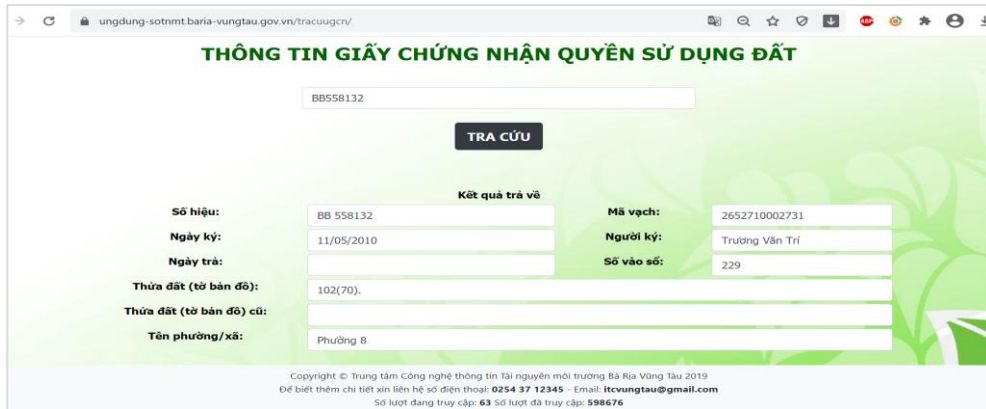 ungdung-sotnmt.baria-vungtau.gov.vn/tracuugcn/
ABP
THÔNG TIN GIẤY CHỨNG NHẬN QUYỀN SỬ DỤNG ĐẤT
BB558132
TRA CỨU
Kết quả trả về
Số hiệu: BB 558132 Mã vạch: 2652710002731
Ngày ký: 11/05/2010 Người ký: Trương Văn Trí
Ngày trả: Số vào sổ: 229
Thửa đất (tờ bản đồ): 102(70).
Thửa đất (tờ bản đồ) cũ:
Tên phường/xã: Phường 8
Copyright © Trung tâm Công nghệ thông tin Tài nguyên môi trường Bà Rịa Vũng Tàu 2019
Để biết thêm chi tiết xin liên hệ số điện thoại: 0254 37 12345 - Email: itcvungtau@gmail.com
Số lượt đang truy cập: 63 Số lượt đã truy cập: 598676